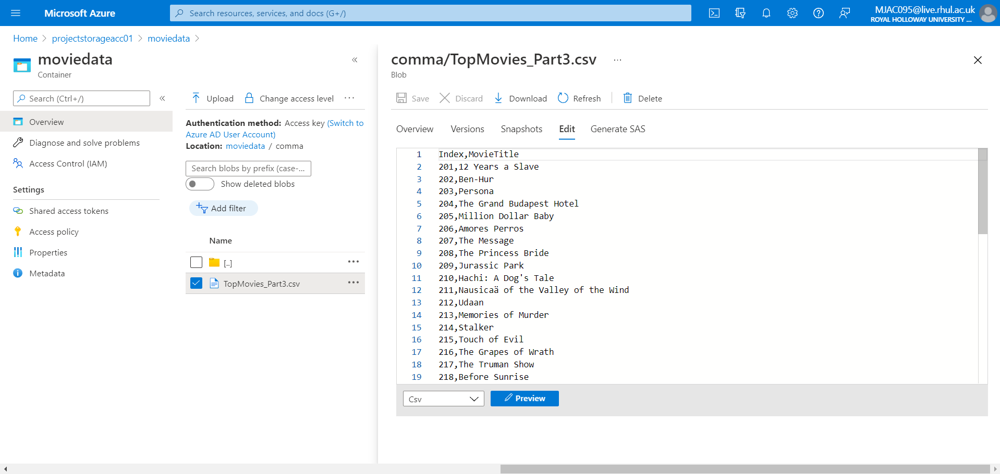 Microsoft Azure
Search resources, services, and docs (G+/)
MJAC095@live.rhul.ac.uk
ROYAL HOLLOWAY UNIVERSITY ...
Home > projectstorageacc01 > moviedata >
moviedata
Container
«
Search (Ctrl+/)
«
Overview
Diagnose and solve problems
Access Control (IAM)
Settings
Shared access tokens
Access policy
Properties
Metadata
Upload Change access level ...
Authentication method: Access key (Switch to
Azure AD User Account)
Location: moviedata / comma
Search blobs by prefix (case-...
Show deleted blobs
Add filter
Name
[..] ...
TopMovies_Part3.csv ...
comma/TopMovies_Part3.csv ...
Blob
Save Discard Download Refresh Delete
Overview Versions Snapshots Edit Generate SAS
1 Index,MovieTitle
2 201,12 Years a Slave
3 202,Ben-Hur
4 203,Persona
5 204,The Grand Budapest Hotel
6 205,Million Dollar Baby
7 206,Amores Perros
8 207,The Message
9 208,The Princess Bride
10 209,Jurassic Park
11 210,Hachi: A Dog's Tale
12 211,Nausicaä of the Valley of the Wind
13 212,Udaan
14 213,Memories of Murder
15 214,Stalker
16 215,Touch of Evil
17 216,The Grapes of Wrath
18 217,The Truman Show
19 218,Before Sunrise
Csv Preview